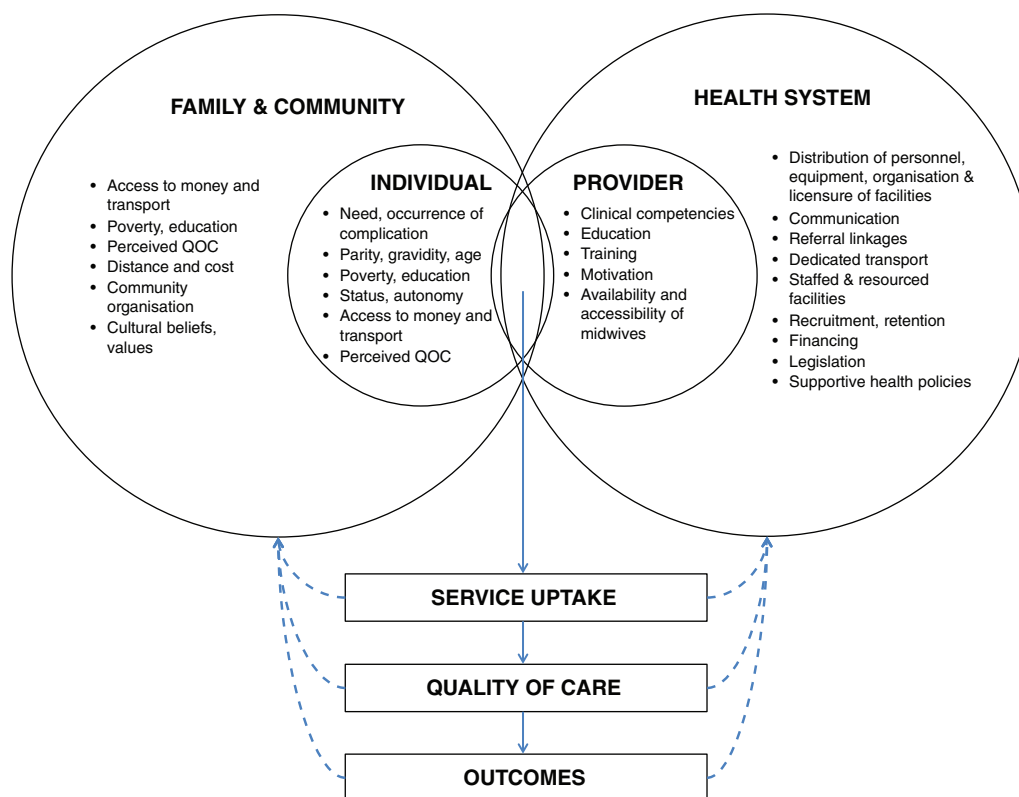 FAMILY & COMMUNITY
• Access to money and
transport
• Poverty, education
• Perceived QOC
• Distance and cost
• Community
organisation
• Cultural beliefs,
values
INDIVIDUAL
• Need, occurrence of
complication
• Parity, gravidity, age
• Poverty, education
• Status, autonomy
• Access to money and
transport
• Perceived QOC
PROVIDER
• Clinical competencies
• Education
• Training
• Motivation
• Availability and
accessibility of
midwives
HEALTH SYSTEM
• Distribution of personnel,
equipment, organisation &
licensure of facilities
• Communication
• Referral linkages
• Dedicated transport
• Staffed & resourced
facilities
• Recruitment, retention
• Financing
• Legislation
• Supportive health policies
SERVICE UPTAKE
QUALITY OF CARE
OUTCOMES